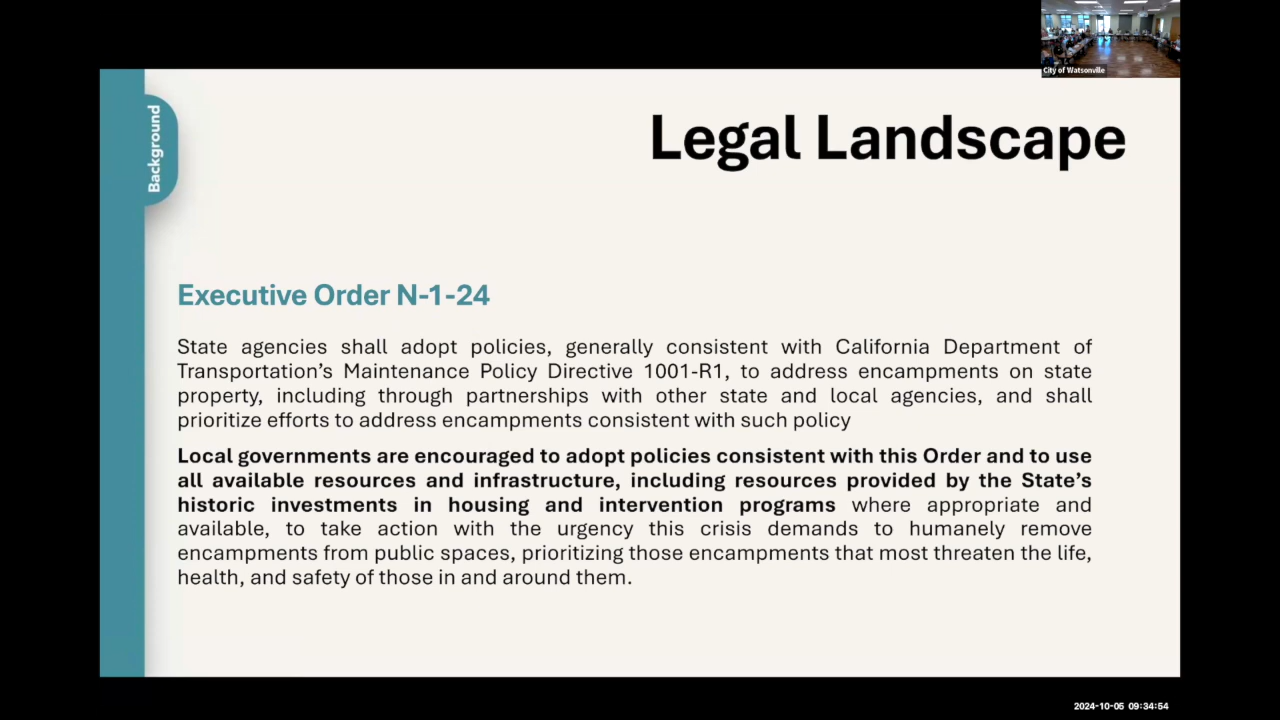 City of Watsonville
Background
Legal Landscape
Executive Order N-1-24
State agencies shall adopt policies, generally consistent with California Department of
Transportation’s Maintenance Policy Directive 1001-R1, to address encampments on state
property, including through partnerships with other state and local agencies, and shall
prioritize efforts to address encampments consistent with such policy
Local governments are encouraged to adopt policies consistent with this Order and to use
all available resources and infrastructure, including resources provided by the State’s
historic investments in housing and intervention programs where appropriate and
available, to take action with the urgency this crisis demands to humanely remove
encampments from public spaces, prioritizing those encampments that most threaten the life,
health, and safety of those in and around them.
2024-10-05 09:34:54